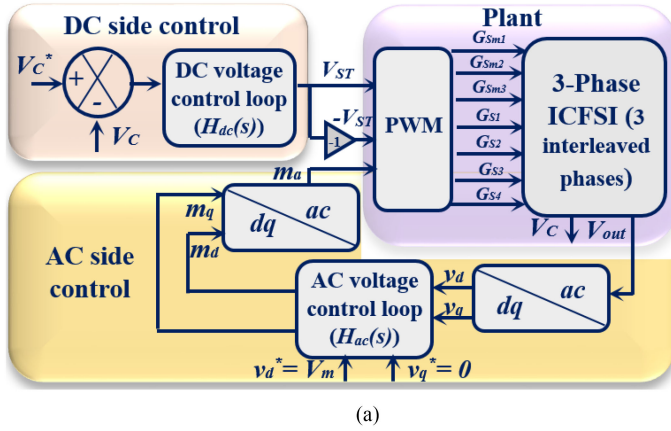 DC side control
Plant
V_C*
+
-
V_C
DC voltage
control loop
(H_dc(s))
V_ST
-V_ST
-1
m_a
PWM
G_Sm1
G_Sm2
G_Sm3
G_S1
G_S2
G_S3
G_S4
3-Phase
ICFSI (3
interleaved
phases)
V_C
V_out
AC side
control
m_q
m_d
dq
ac
AC voltage
control loop
(H_ac(s))
v_d
v_q
ac
dq
v_d* = V_m
v_q* = 0
(a)